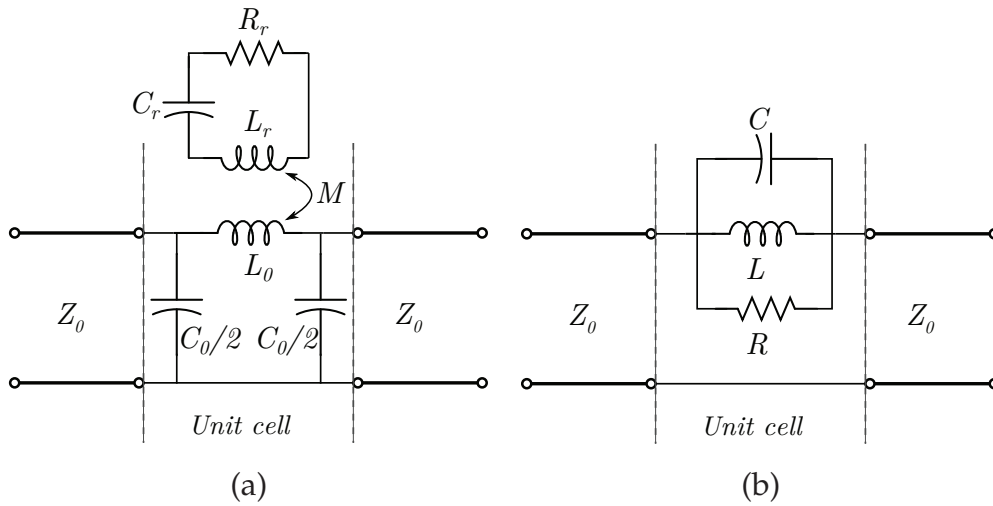 R_r
C_r
L_r
M
L_0
Z_0
C_0/2
C_0/2
Z_0
Unit cell
(a)
C
L
Z_0
R
Z_0
Unit cell
(b)